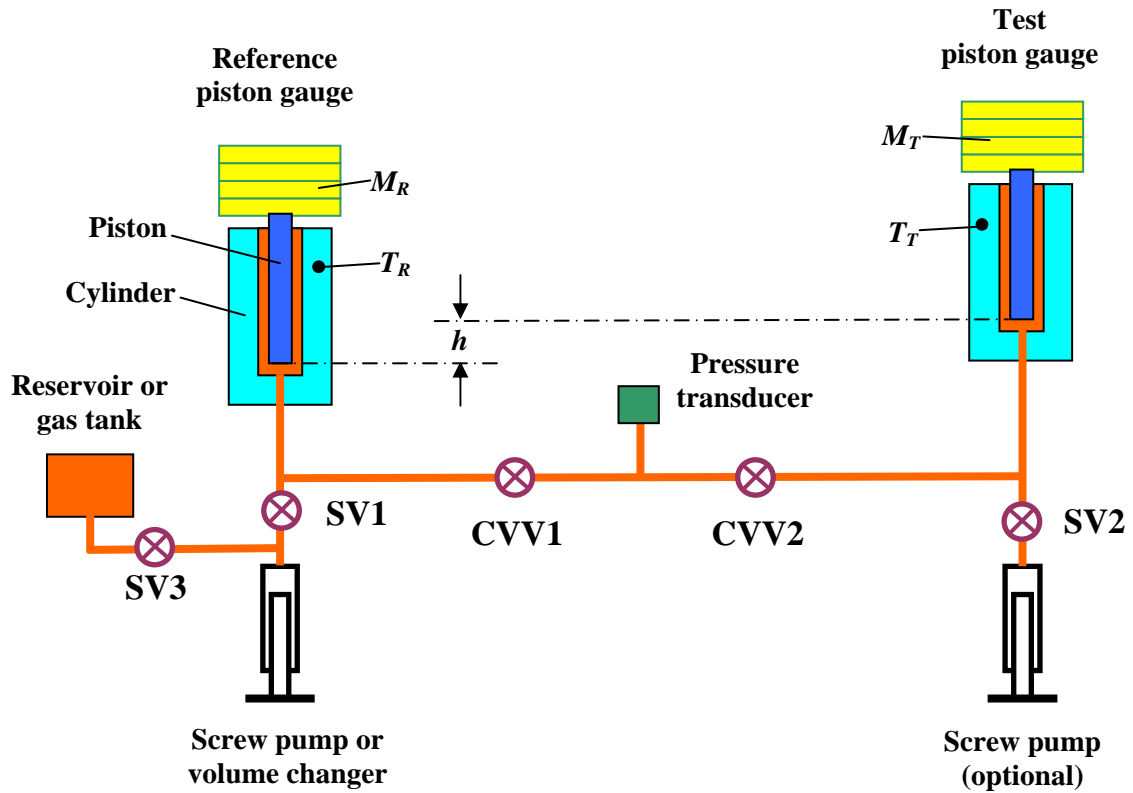 Test
piston gauge
Reference
piston gauge
M_T
M_R
Piston
T_T
T_R
Cylinder
h
Reservoir or
gas tank
Pressure
transducer
SV1
CVV1
CVV2
SV2
SV3
Screw pump or
volume changer
Screw pump
(optional)